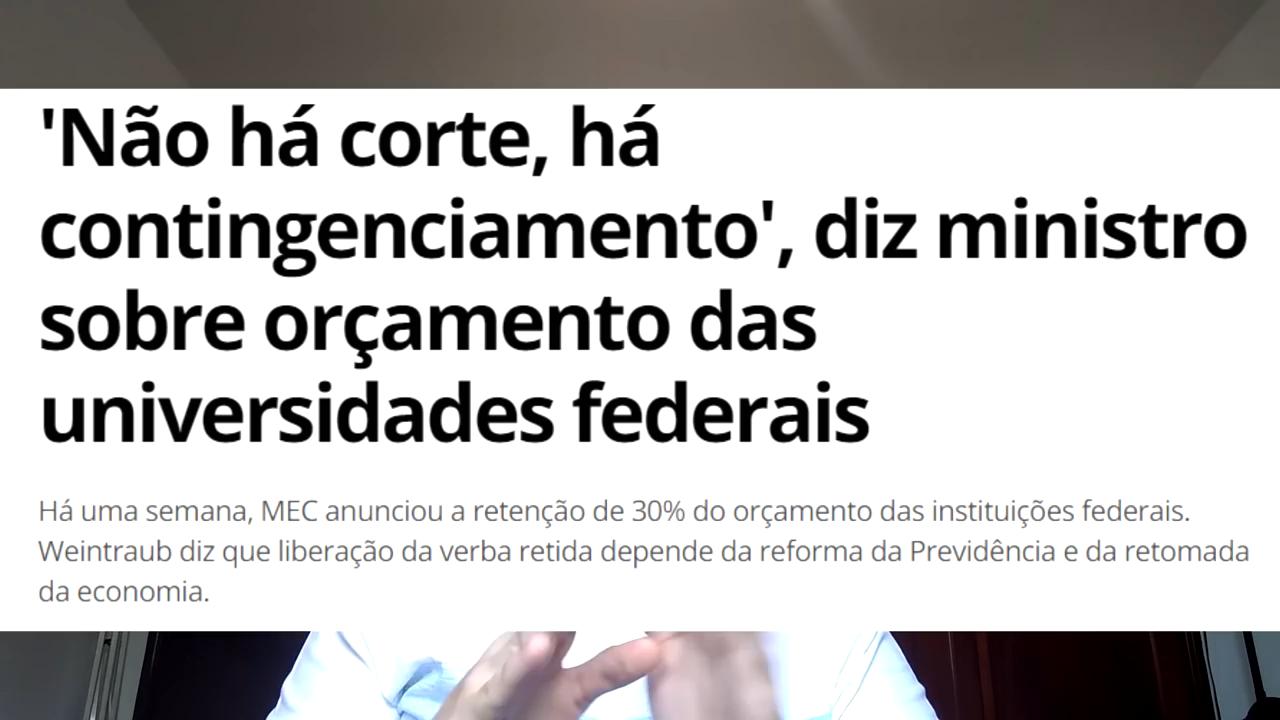 'Não há corte, há
contingenciamento', diz ministro
sobre orçamento das
universidades federais
Há uma semana, MEC anunciou a retenção de 30% do orçamento das instituições federais.
Weintraub diz que liberação da verba retida depende da reforma da Previdência e da retomada
da economia.